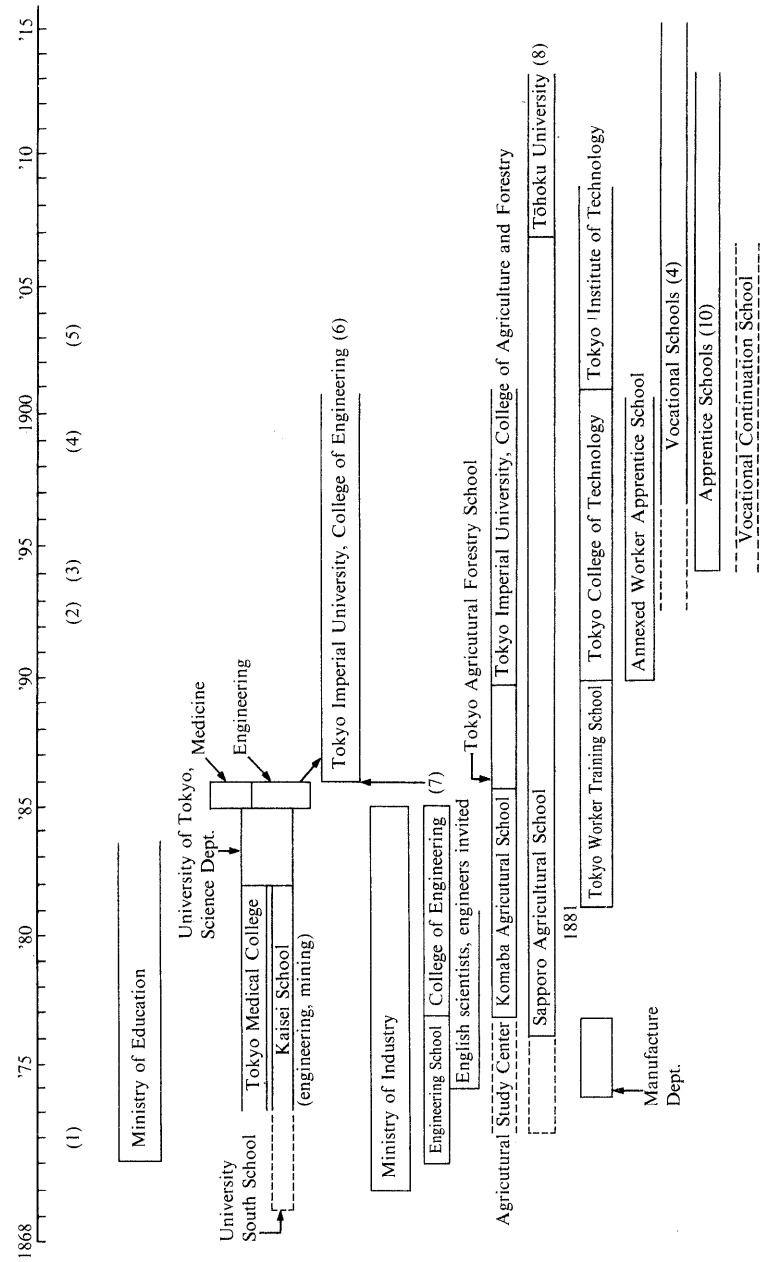 1868
'75
'80
'85
'90
'95
1900
'05
'10
'15
(1)
(2)
(3)
(4)
(5)
Ministry of Education
University of Tokyo,
Science Dept.
Medicine
Engineering
University
South School
Tokyo Medical College
Kaisei School
(engineering, mining)
Tokyo Imperial University, College of Engineering (6)
Ministry of Industry
Engineering School
College of Engineering
(7)
English scientists, engineers invited
Tokyo Agricutural Forestry School
Agricutural Study Center
Komaba Agricutural School
Tokyo Imperial University, College of Agriculture and Forestry
Sapporo Agricultural School
Tōhoku University (8)
1881
Manufacture
Dept.
Tokyo Worker Training School
Tokyo College of Technology
Tokyo Institute of Technology
Annexed Worker Apprentice School
Vocational Schools (4)
Apprentice Schools (10)
Vocational Continuation School